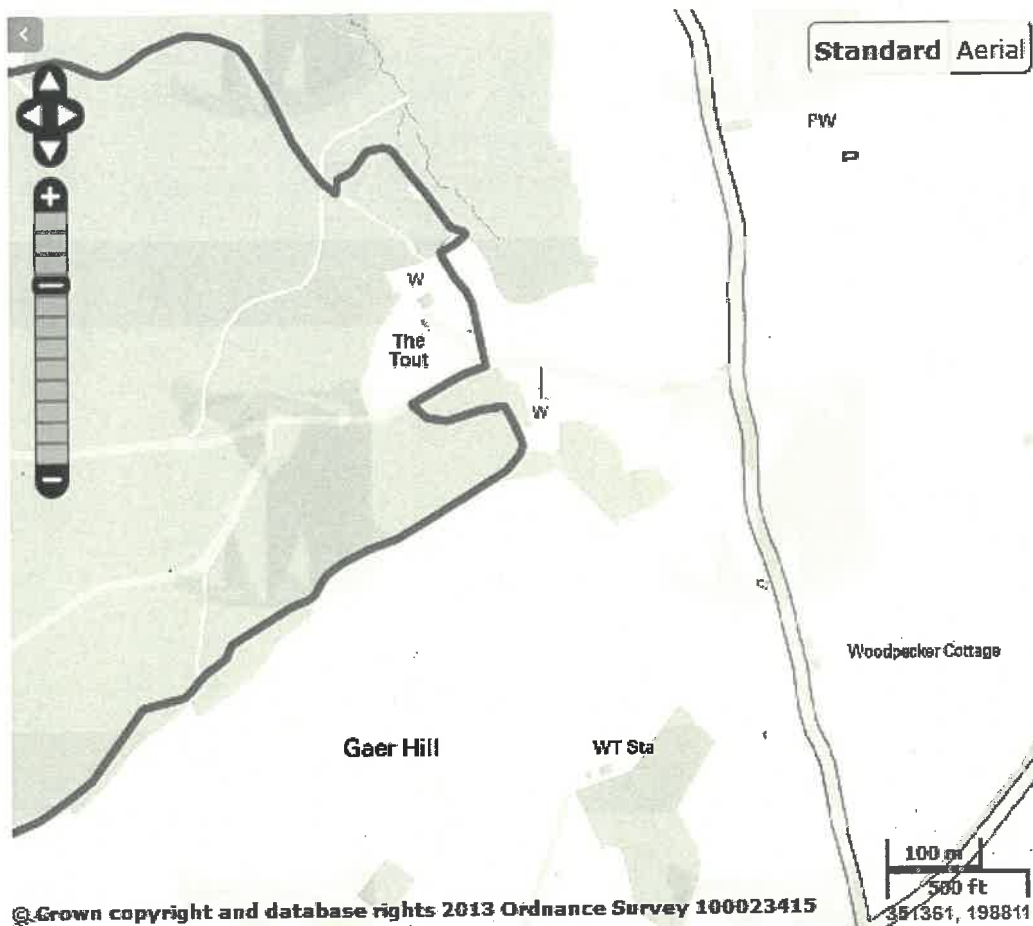 Standard Aerial
PW
P
W
The
Tout
W
Woodpecker Cottage
Gaer Hill
WT Sta
100 m
500 ft
© Crown copyright and database rights 2013 Ordnance Survey 100023415
351361, 198811